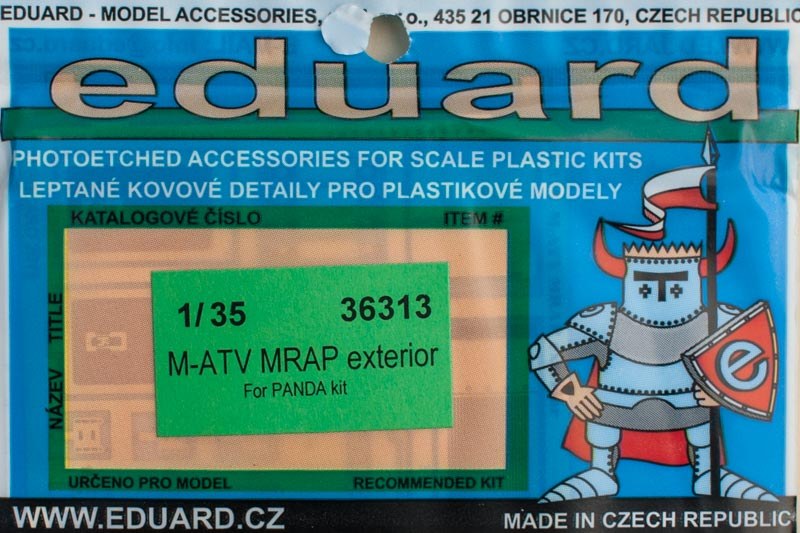 EDUARD - MODEL ACCESSORIES, o., 435 21 OBRNICE 170, CZECH REPUBLIC
eduard
PHOTOETCHED ACCESSORIES FOR SCALE PLASTIC KITS
LEPTANÉ KOVOVÉ DETAILY PRO PLASTIKOVÉ MODELY
KATALOGOVÉ ČÍSLO ITEM #
NÁZEV TITLE
1/35 36313
M-ATV MRAP exterior
For PANDA kit
e
URČENO PRO MODEL RECOMMENDED KIT
WWW.EDUARD.CZ MADE IN CZECH REPUBLIC